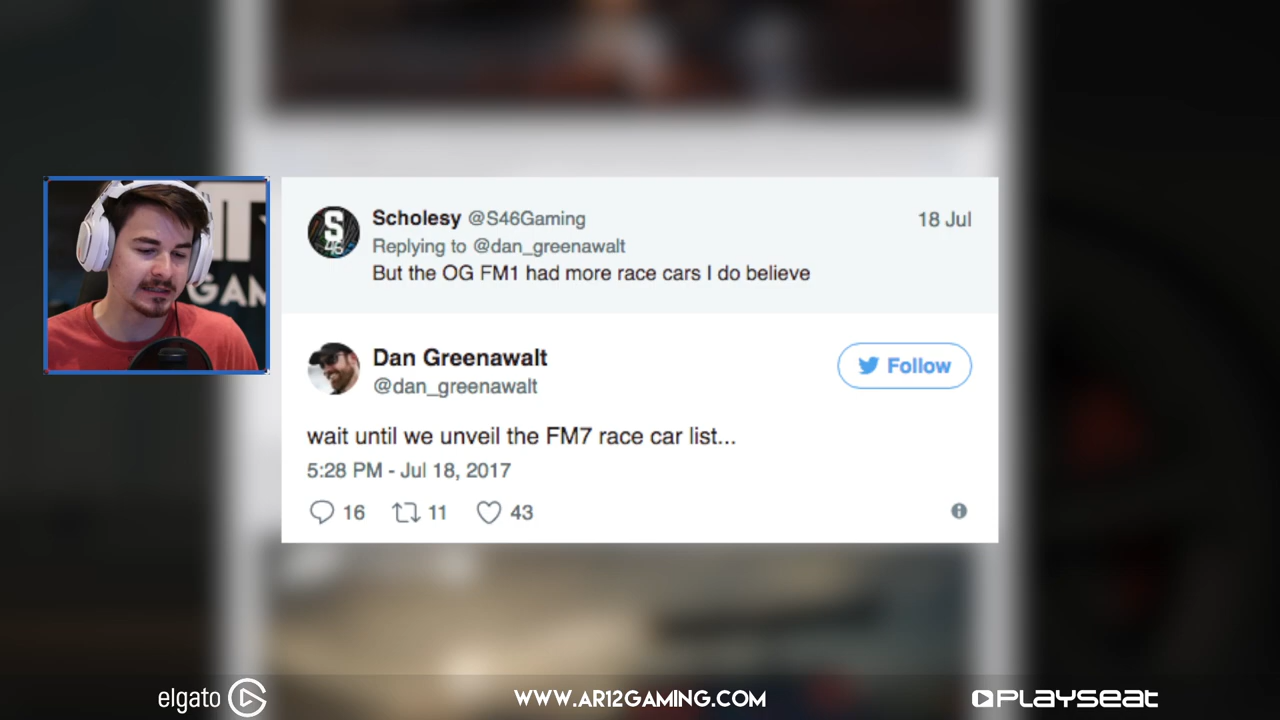 Scholesy @S46Gaming 18 Jul
Replying to @dan_greenawalt
But the OG FM1 had more race cars I do believe
S
46
GAM
Dan Greenawalt
@dan_greenawalt
Follow
wait until we unveil the FM7 race car list...
5:28 PM - Jul 18, 2017
16 11 43
elgato WWW.AR12GAMING.COM PLAYSEAT